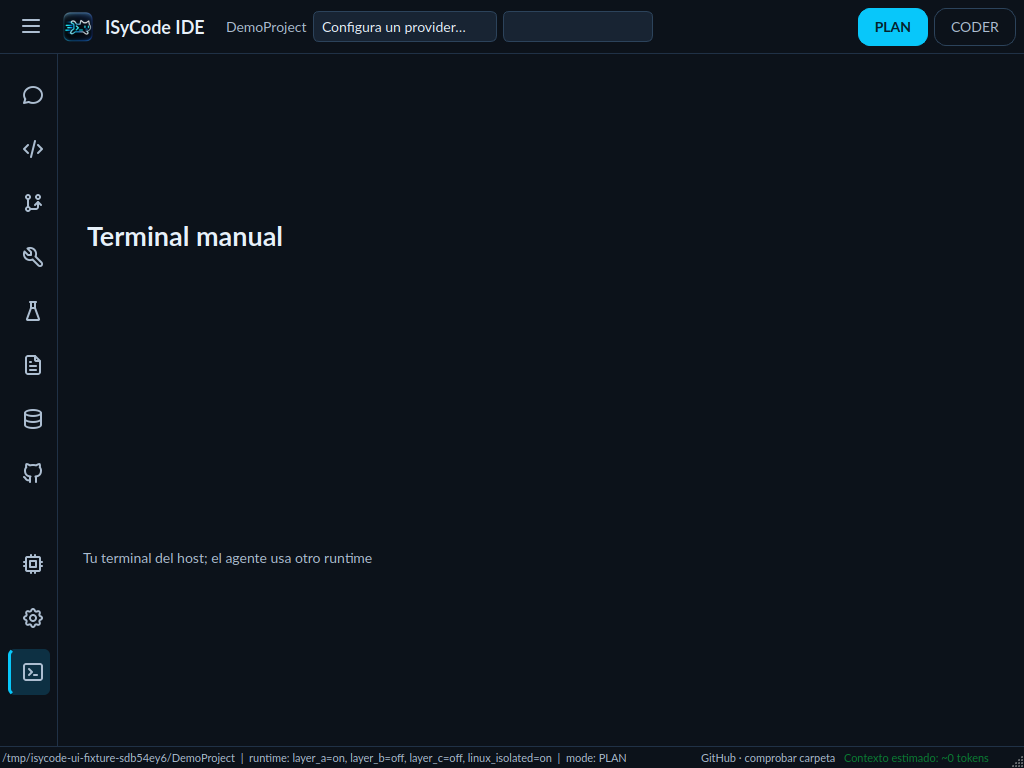 ISyCode IDE
DemoProject
Configura un provider...
PLAN
CODER
Terminal manual
Tu terminal del host; el agente usa otro runtime
/tmp/isycode-ui-fixture-sdb54ey6/DemoProject | runtime: layer_a=on, layer_b=off, layer_c=off, linux_isolated=on | mode: PLAN
GitHub · comprobar carpeta
Contexto estimado: ~0 tokens